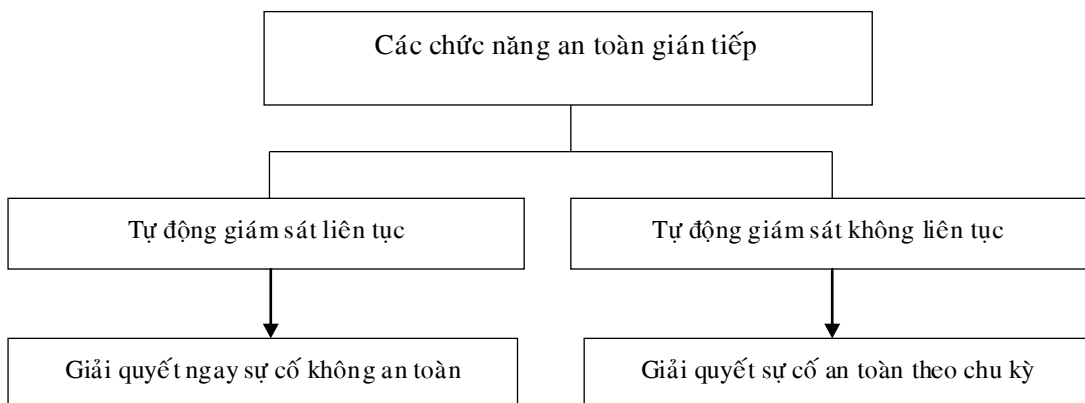 Các chức năng an toàn gián tiếp
Tự động giám sát liên tục
Tự động giám sát không liên tục
Giải quyết ngay sự cố không an toàn
Giải quyết sự cố an toàn theo chu kỳ